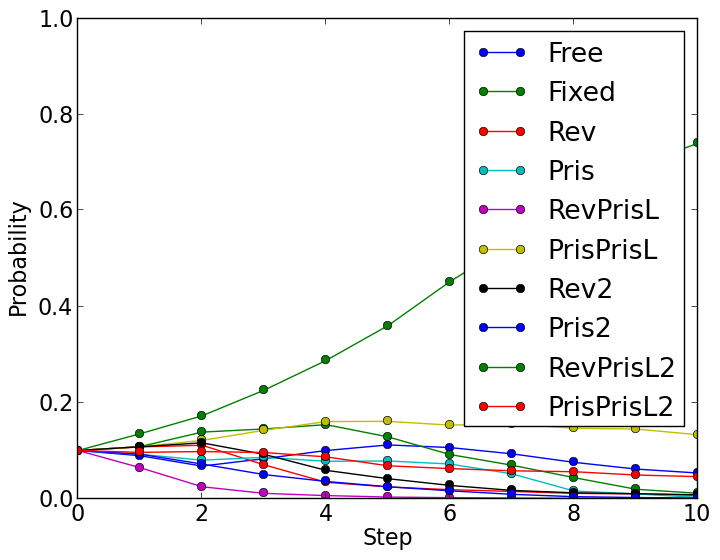 1.0
0.8
0.6
0.4
0.2
0.0
Probability
0 2 4 6 8 10
Step
Free
Fixed
Rev
Pris
RevPrisL
PrisPrisL
Rev2
Pris2
RevPrisL2
PrisPrisL2